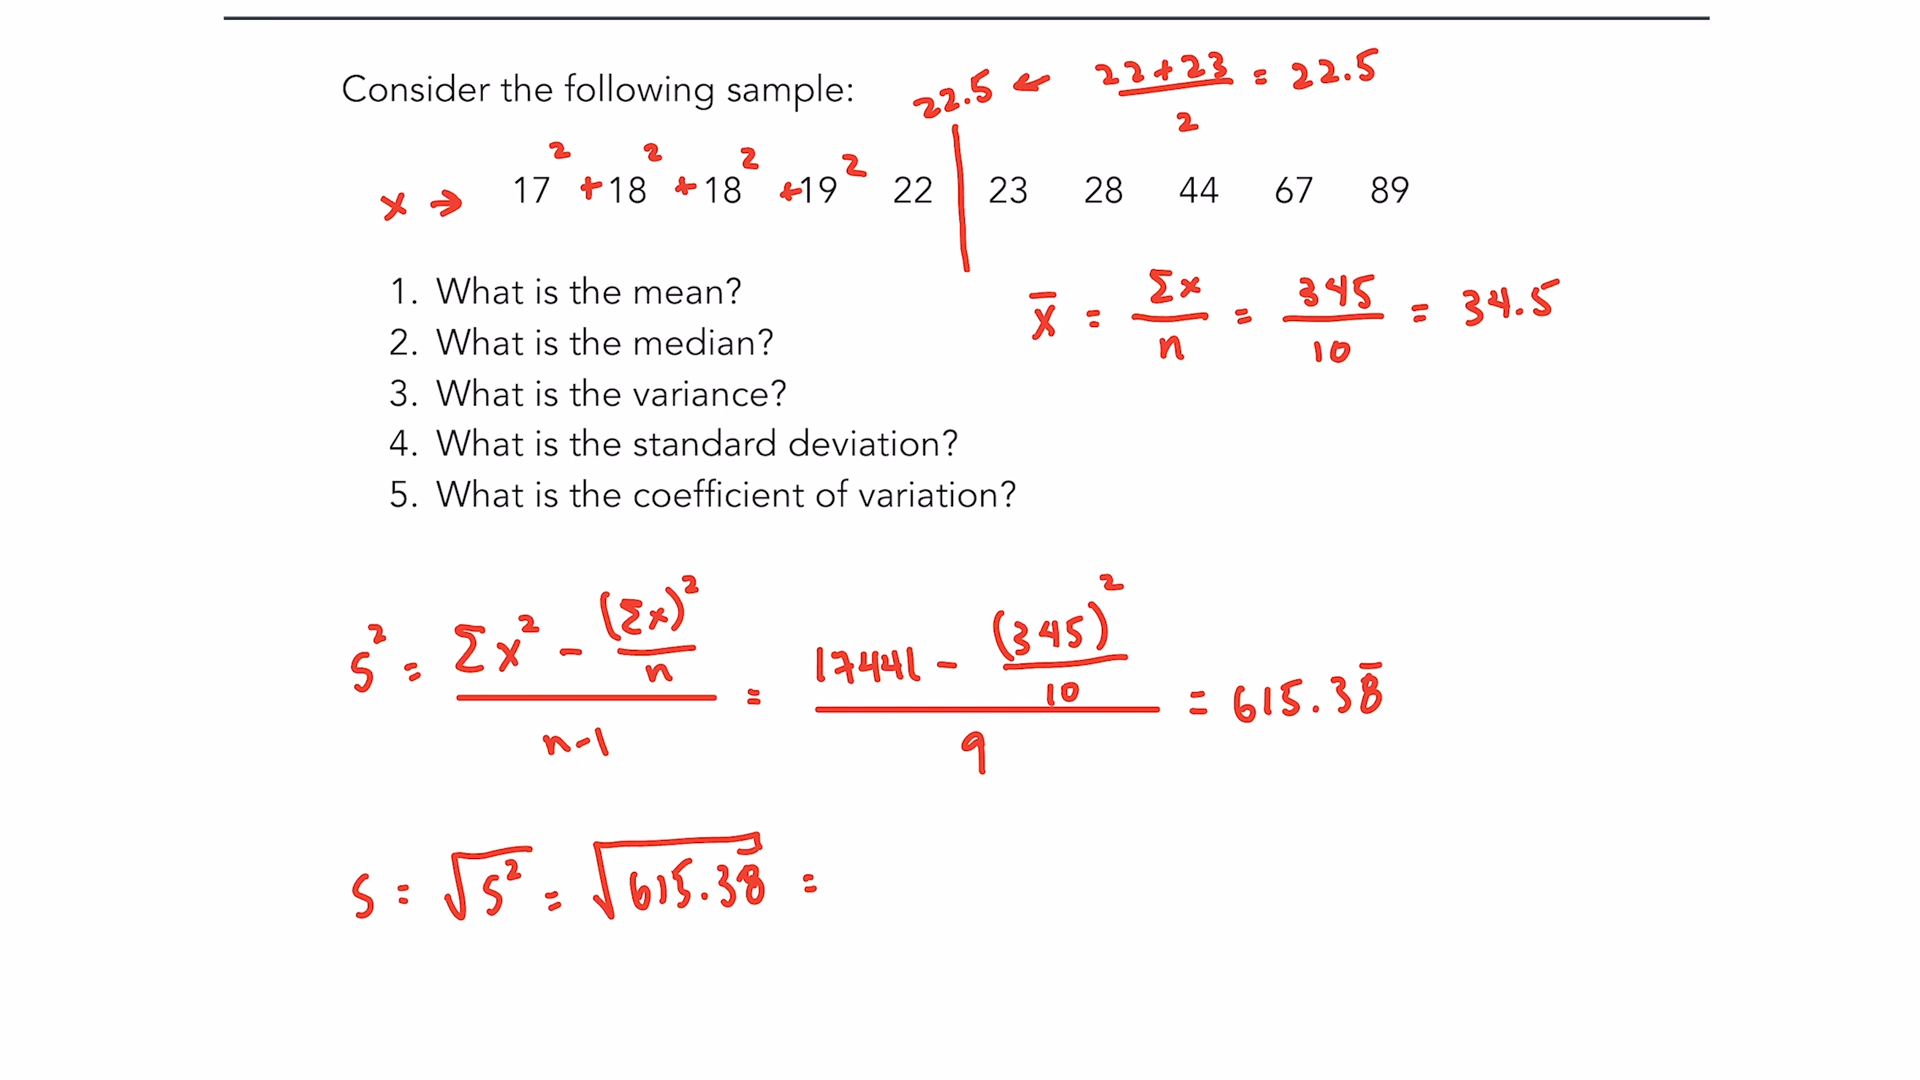 Consider the following sample: 22.5 ← (22+23)/2 = 22.5
x → 17² + 18² + 18² + 19² 22 | 23 28 44 67 89
1. What is the mean?
x̄ = Σx/n = 345/10 = 34.5
2. What is the median?
3. What is the variance?
4. What is the standard deviation?
5. What is the coefficient of variation?
s² = (Σx² - (Σx)²/n)/(n-1) = (17441 - (345)²/10)/9 = 615.38̄
s = √s² = √615.38̄ =